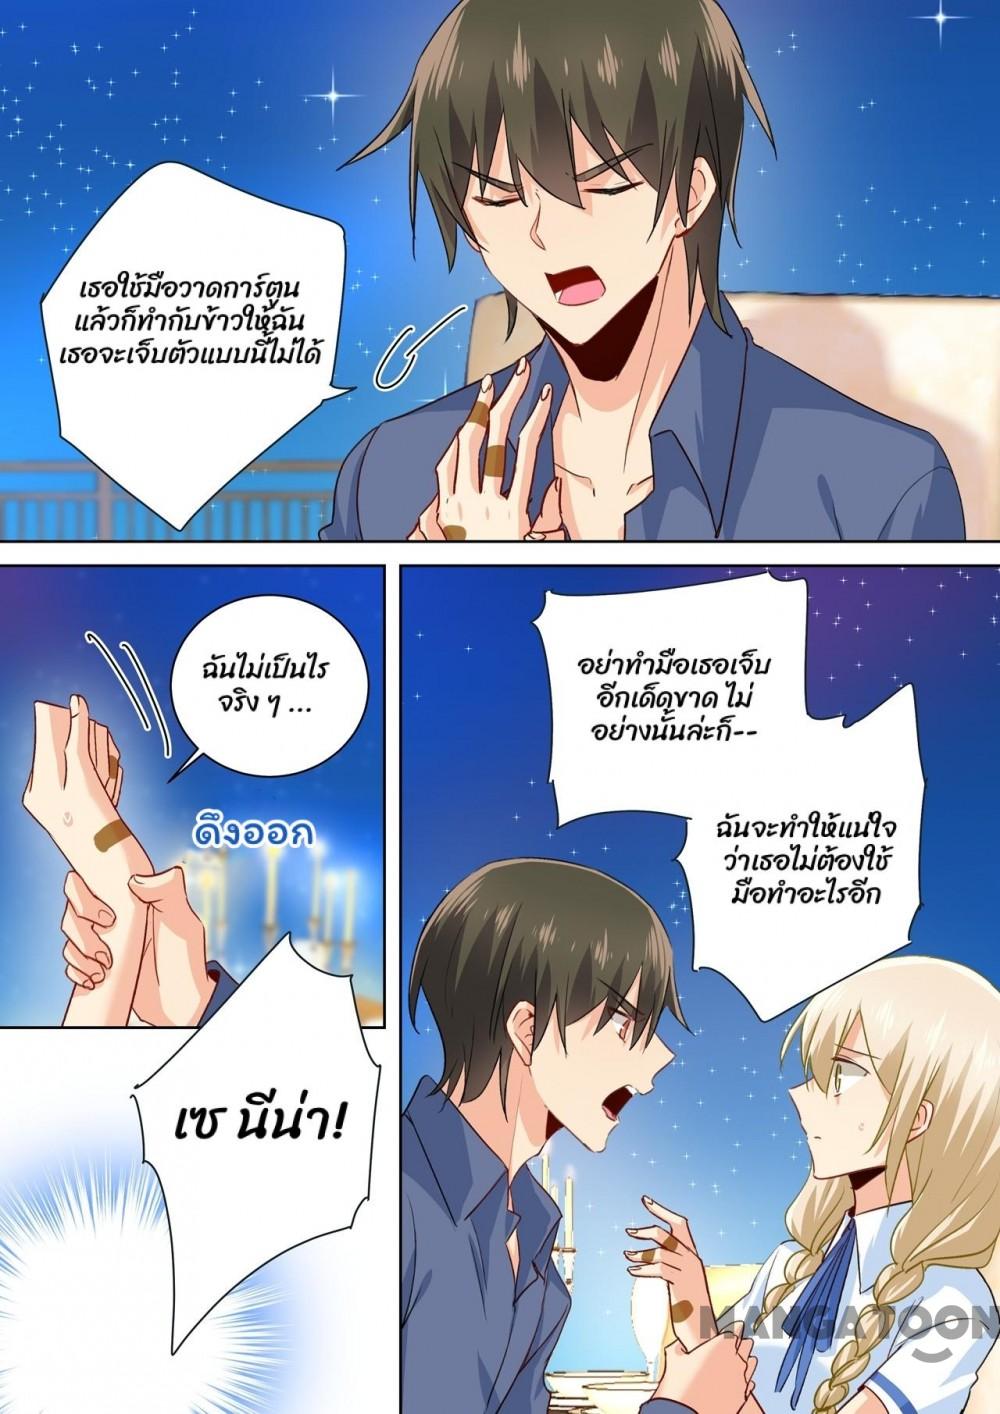 เธอใช้มือวาดการ์ตูน
แล้วก็ทำกับข้าวให้ฉัน
เธอจะเจ็บตัวแบบนี้ไม่ได้
ฉันไม่เป็นไร
จริง ๆ ...
ดึงออก
อย่าทำมือเธอเจ็บ
อีกเด็ดขาด ไม่
อย่างนั้นล่ะก็--
ฉันจะทำให้แน่ใจ
ว่าเธอไม่ต้องใช้
มือทำอะไรอีก
เซ นีน่า!
MANGATOON